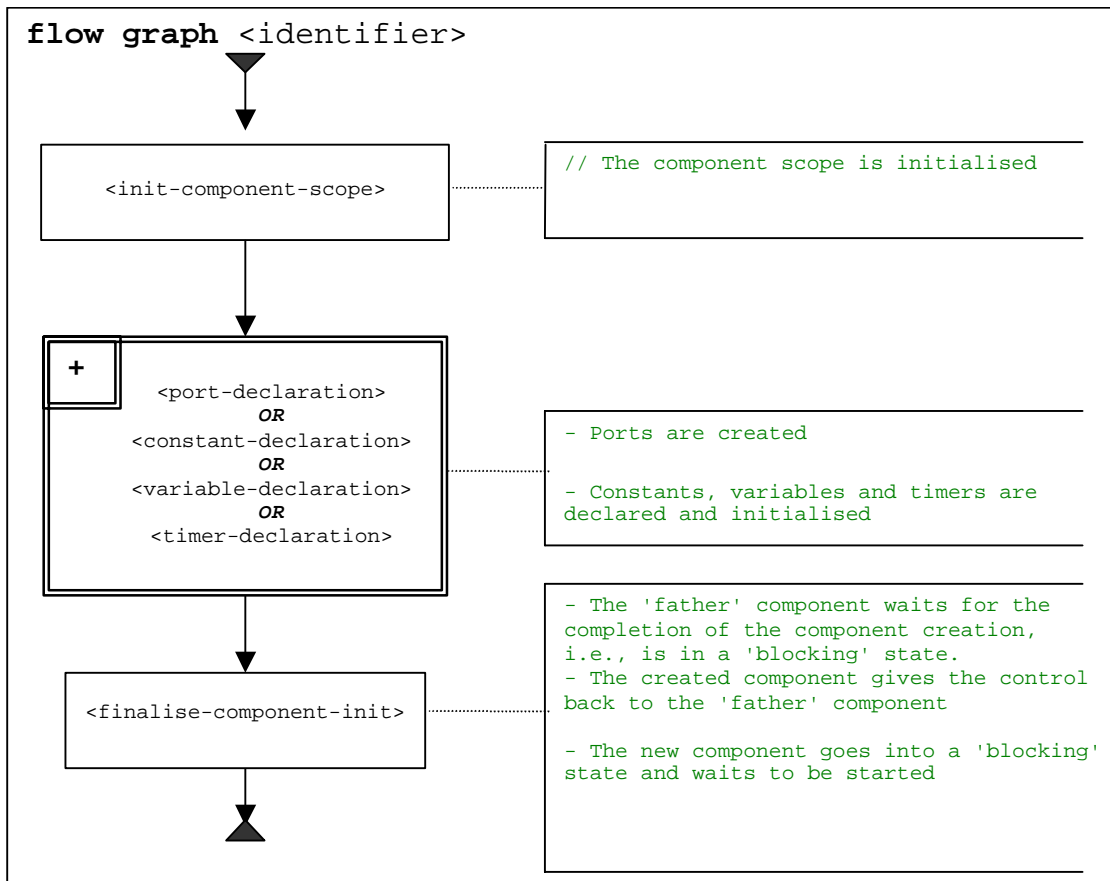 flow graph <identifier>
<init-component-scope>
// The component scope is initialised
+
<port-declaration>
OR
<constant-declaration>
OR
<variable-declaration>
OR
<timer-declaration>
- Ports are created
- Constants, variables and timers are
declared and initialised
<finalise-component-init>
- The 'father' component waits for the
completion of the component creation,
i.e., is in a 'blocking' state.
- The created component gives the control
back to the 'father' component
- The new component goes into a 'blocking'
state and waits to be started